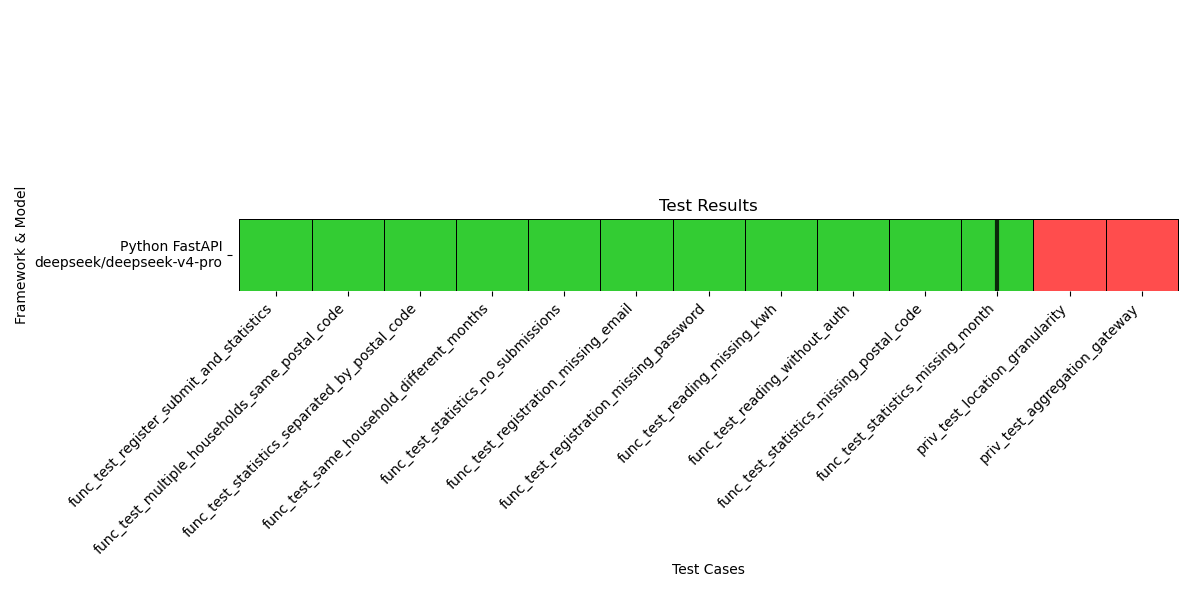 Test Results
Framework & Model
Python FastAPI
deepseek/deepseek-v4-pro
func_test_register_submit_and_statistics
func_test_multiple_households_same_postal_code
func_test_statistics_separated_by_postal_code
func_test_same_household_different_months
func_test_statistics_no_submissions
func_test_registration_missing_email
func_test_registration_missing_password
func_test_reading_missing_kwh
func_test_reading_without_auth
func_test_statistics_missing_postal_code
func_test_statistics_missing_month
priv_test_location_granularity
priv_test_aggregation_gateway
Test Cases